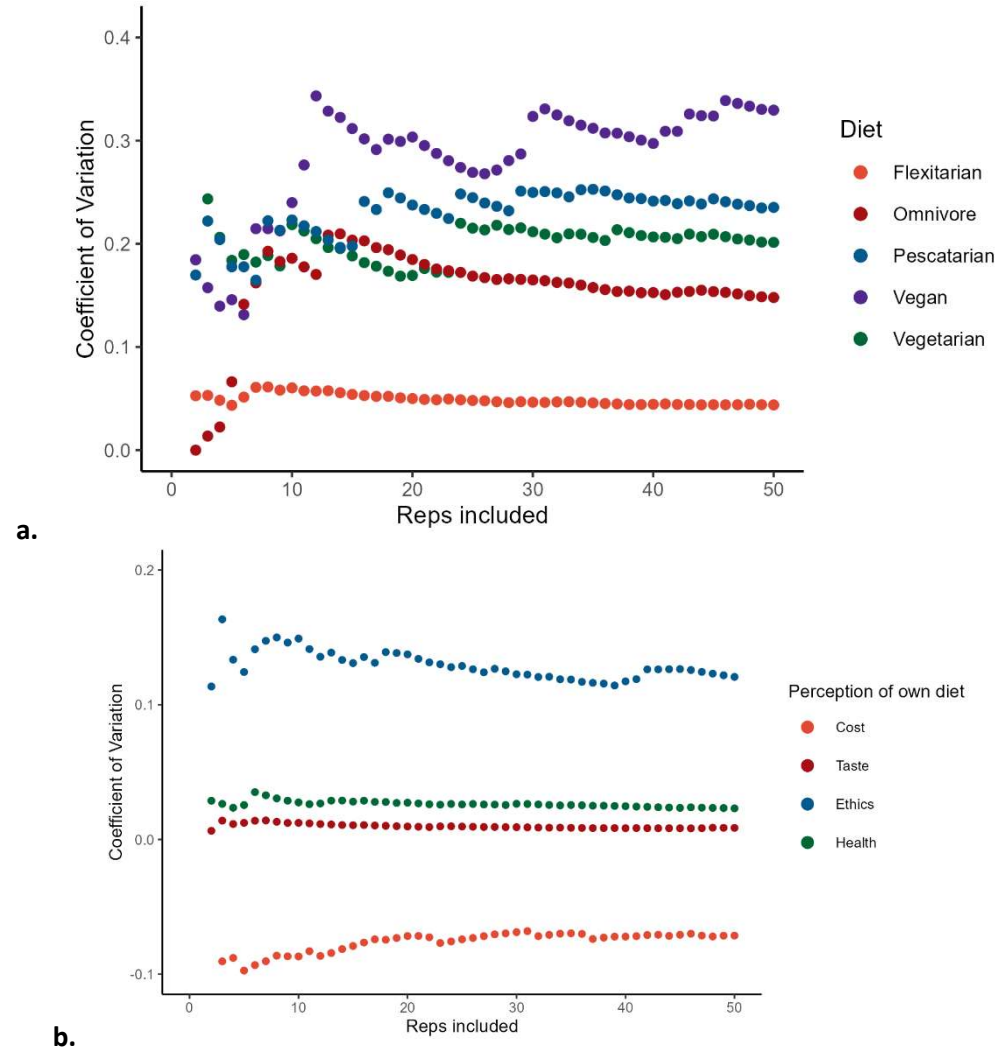 0.4
0.3
0.2
0.1
0.0
Coefficient of Variation
0 10 20 30 40 50
Reps included
Diet
Flexitarian
Omnivore
Pescatarian
Vegan
Vegetarian
a.
0.2
0.1
0.0
-0.1
Coefficient of Variation
0 10 20 30 40 50
Reps included
Perception of own diet
Cost
Taste
Ethics
Health
b.